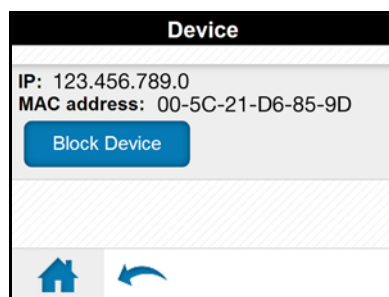 Device
IP: 123.456.789.0
MAC address: 00-5C-21-D6-85-9D
Block Device